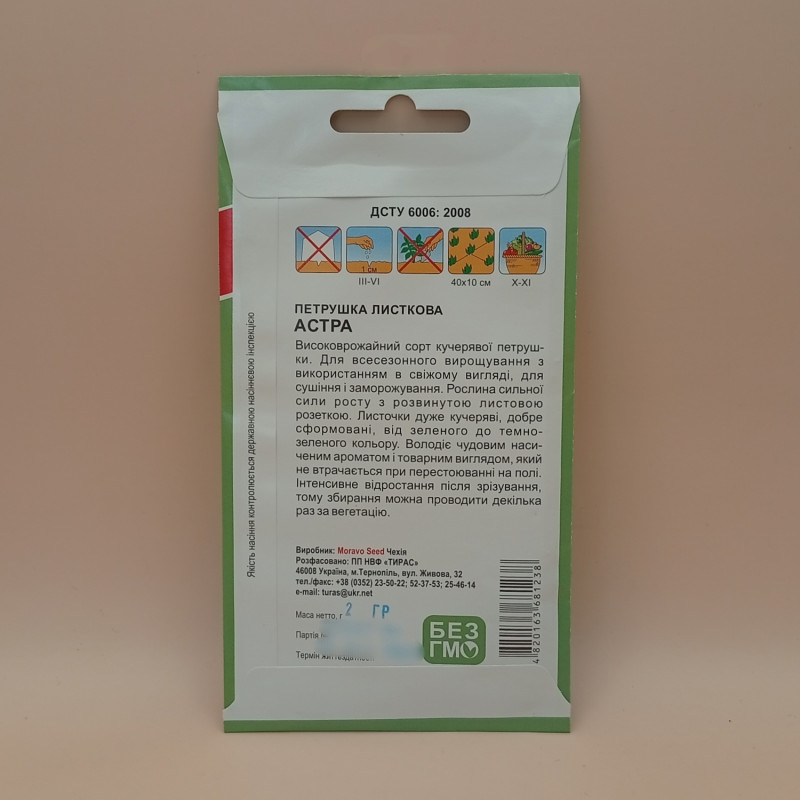 ДСТУ 6006: 2008
1 см
III-VI
40x10 см
X-XI
ПЕТРУШКА ЛИСТКОВА
АСТРА
Високоврожайний сорт кучерявої петруш-
ки. Для всесезонного вирощування з
використанням в свіжому вигляді, для
сушіння і заморожування. Рослина сильної
сили росту з розвинутою листовою
розеткою. Листочки дуже кучеряві, добре
сформовані, від зеленого до темно-
зеленого кольору. Володіє чудовим наси-
ченим ароматом і товарним виглядом, який
не втрачається при перестоюванні на полі.
Інтенсивне відростання після зрізування,
тому збирання можна проводити декілька
раз за вегетацію.
Виробник: Moravo Seed Чехія
Розфасовано: ПП НВФ «ТИРАС»
46008 Україна, м.Тернопіль, вул. Живова, 32
тел./факс: +38 (0352) 23-50-22; 52-37-53; 25-46-14
e-mail: turas@ukr.net
Маса нетто, г 2 ГР
Партія
Термін
БЕЗ
ГМО
4820163681238
Якість насіння контролюється державною насіннєвою інспекцією